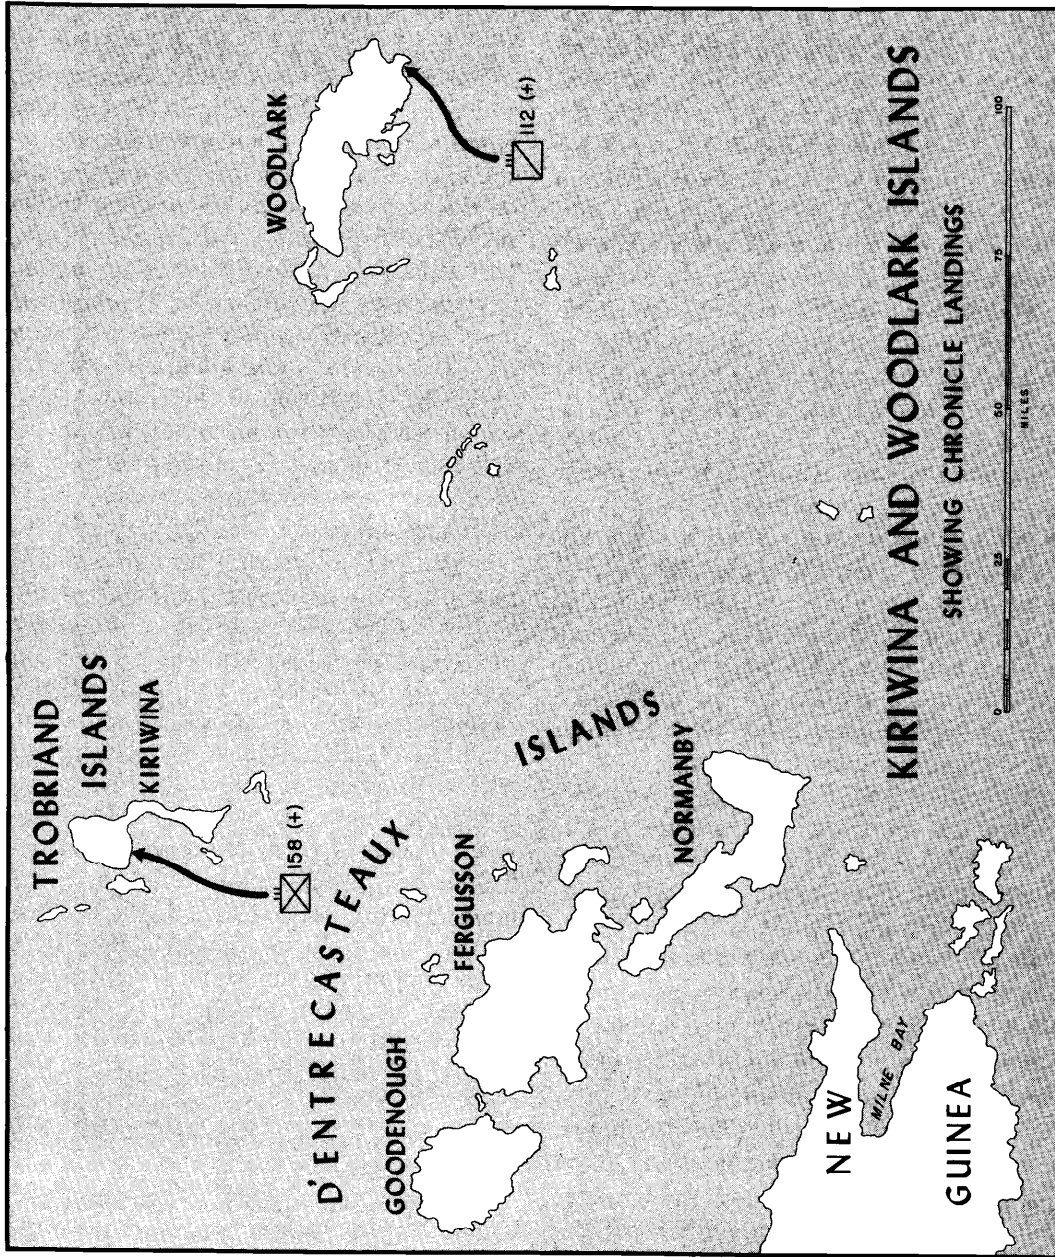 TROBRIAND
ISLANDS
KIRIWINA
158 (+)
WOODLARK
112 (+)
D'ENTRECASTEAUX
ISLANDS
GOODENOUGH
FERGUSSON
NORMANBY
NEW
GUINEA
MILNE BAY
KIRIWINA AND WOODLARK ISLANDS
SHOWING CHRONICLE LANDINGS
0 25 50 75 100
MILES